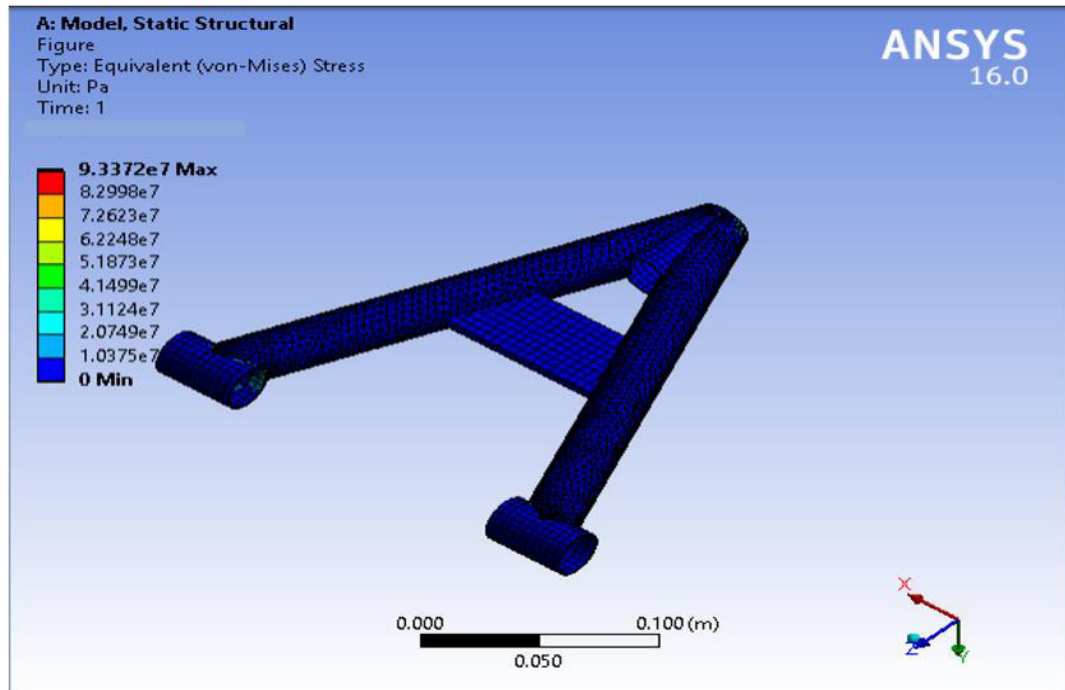 A: Model, Static Structural
Figure
Type: Equivalent (von-Mises) Stress
Unit: Pa
Time: 1
ANSYS
16.0
9.3372e7 Max
8.2998e7
7.2623e7
6.2248e7
5.1873e7
4.1499e7
3.1124e7
2.0749e7
1.0375e7
0 Min
0.000
0.100 (m)
0.050
X
Z
Y